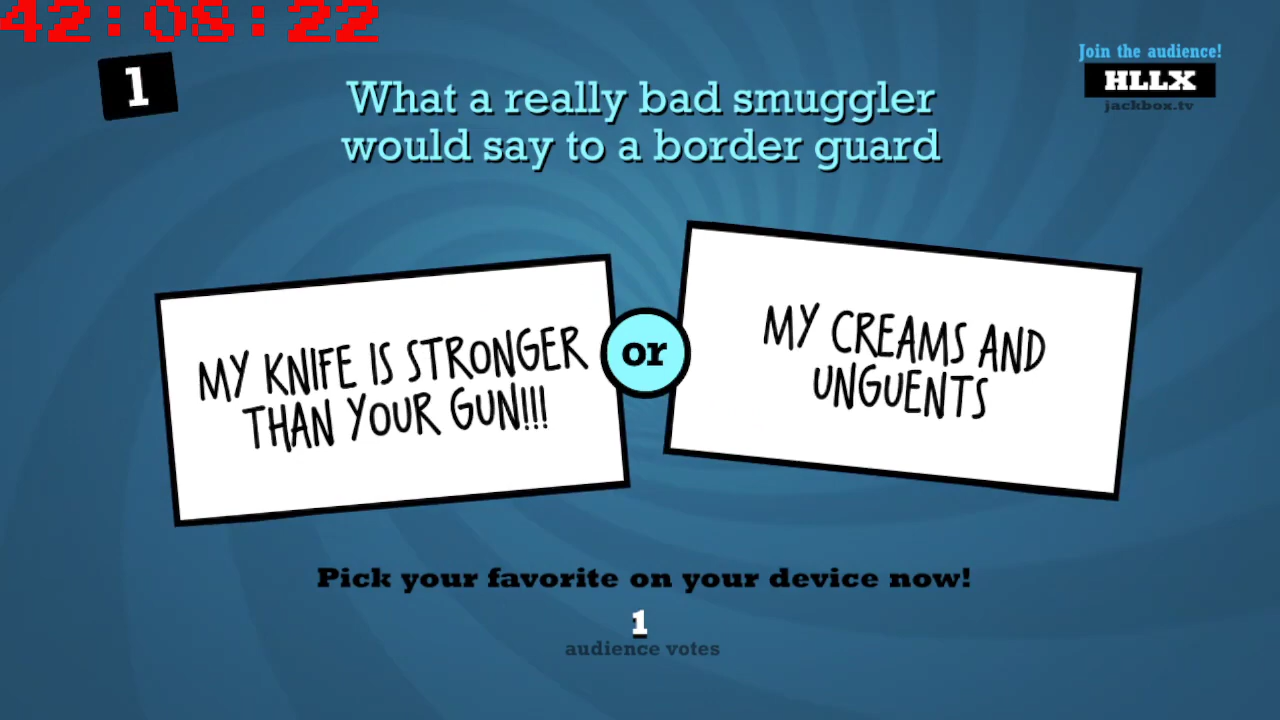 42:08:22
1
Join the audience!
HLLX
jackbox.tv
What a really bad smuggler
would say to a border guard
MY KNIFE IS STRONGER
THAN YOUR GUN!!!
or
MY CREAMS AND
UNGUENTS
Pick your favorite on your device now!
1
audience votes